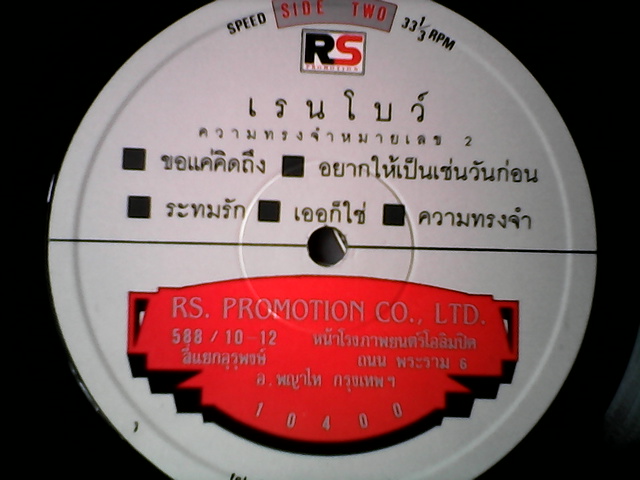 SPEED SIDE TWO 33 1/3 RPM
RS
PROMOTION
เรนโบว์
ความทรงจำหมายเลข 2
ขอแค่คิดถึง อยากให้เป็นเช่นวันก่อน
ระทมรัก เออก็ใช่ ความทรงจำ
RS. PROMOTION CO., LTD.
588 / 10-12 หน้าโรงภาพยนตร์โอลิมปิค
สี่แยกอุรุพงษ์ ถนน พระราม 6
อ.พญาไท กรุงเทพฯ
10400